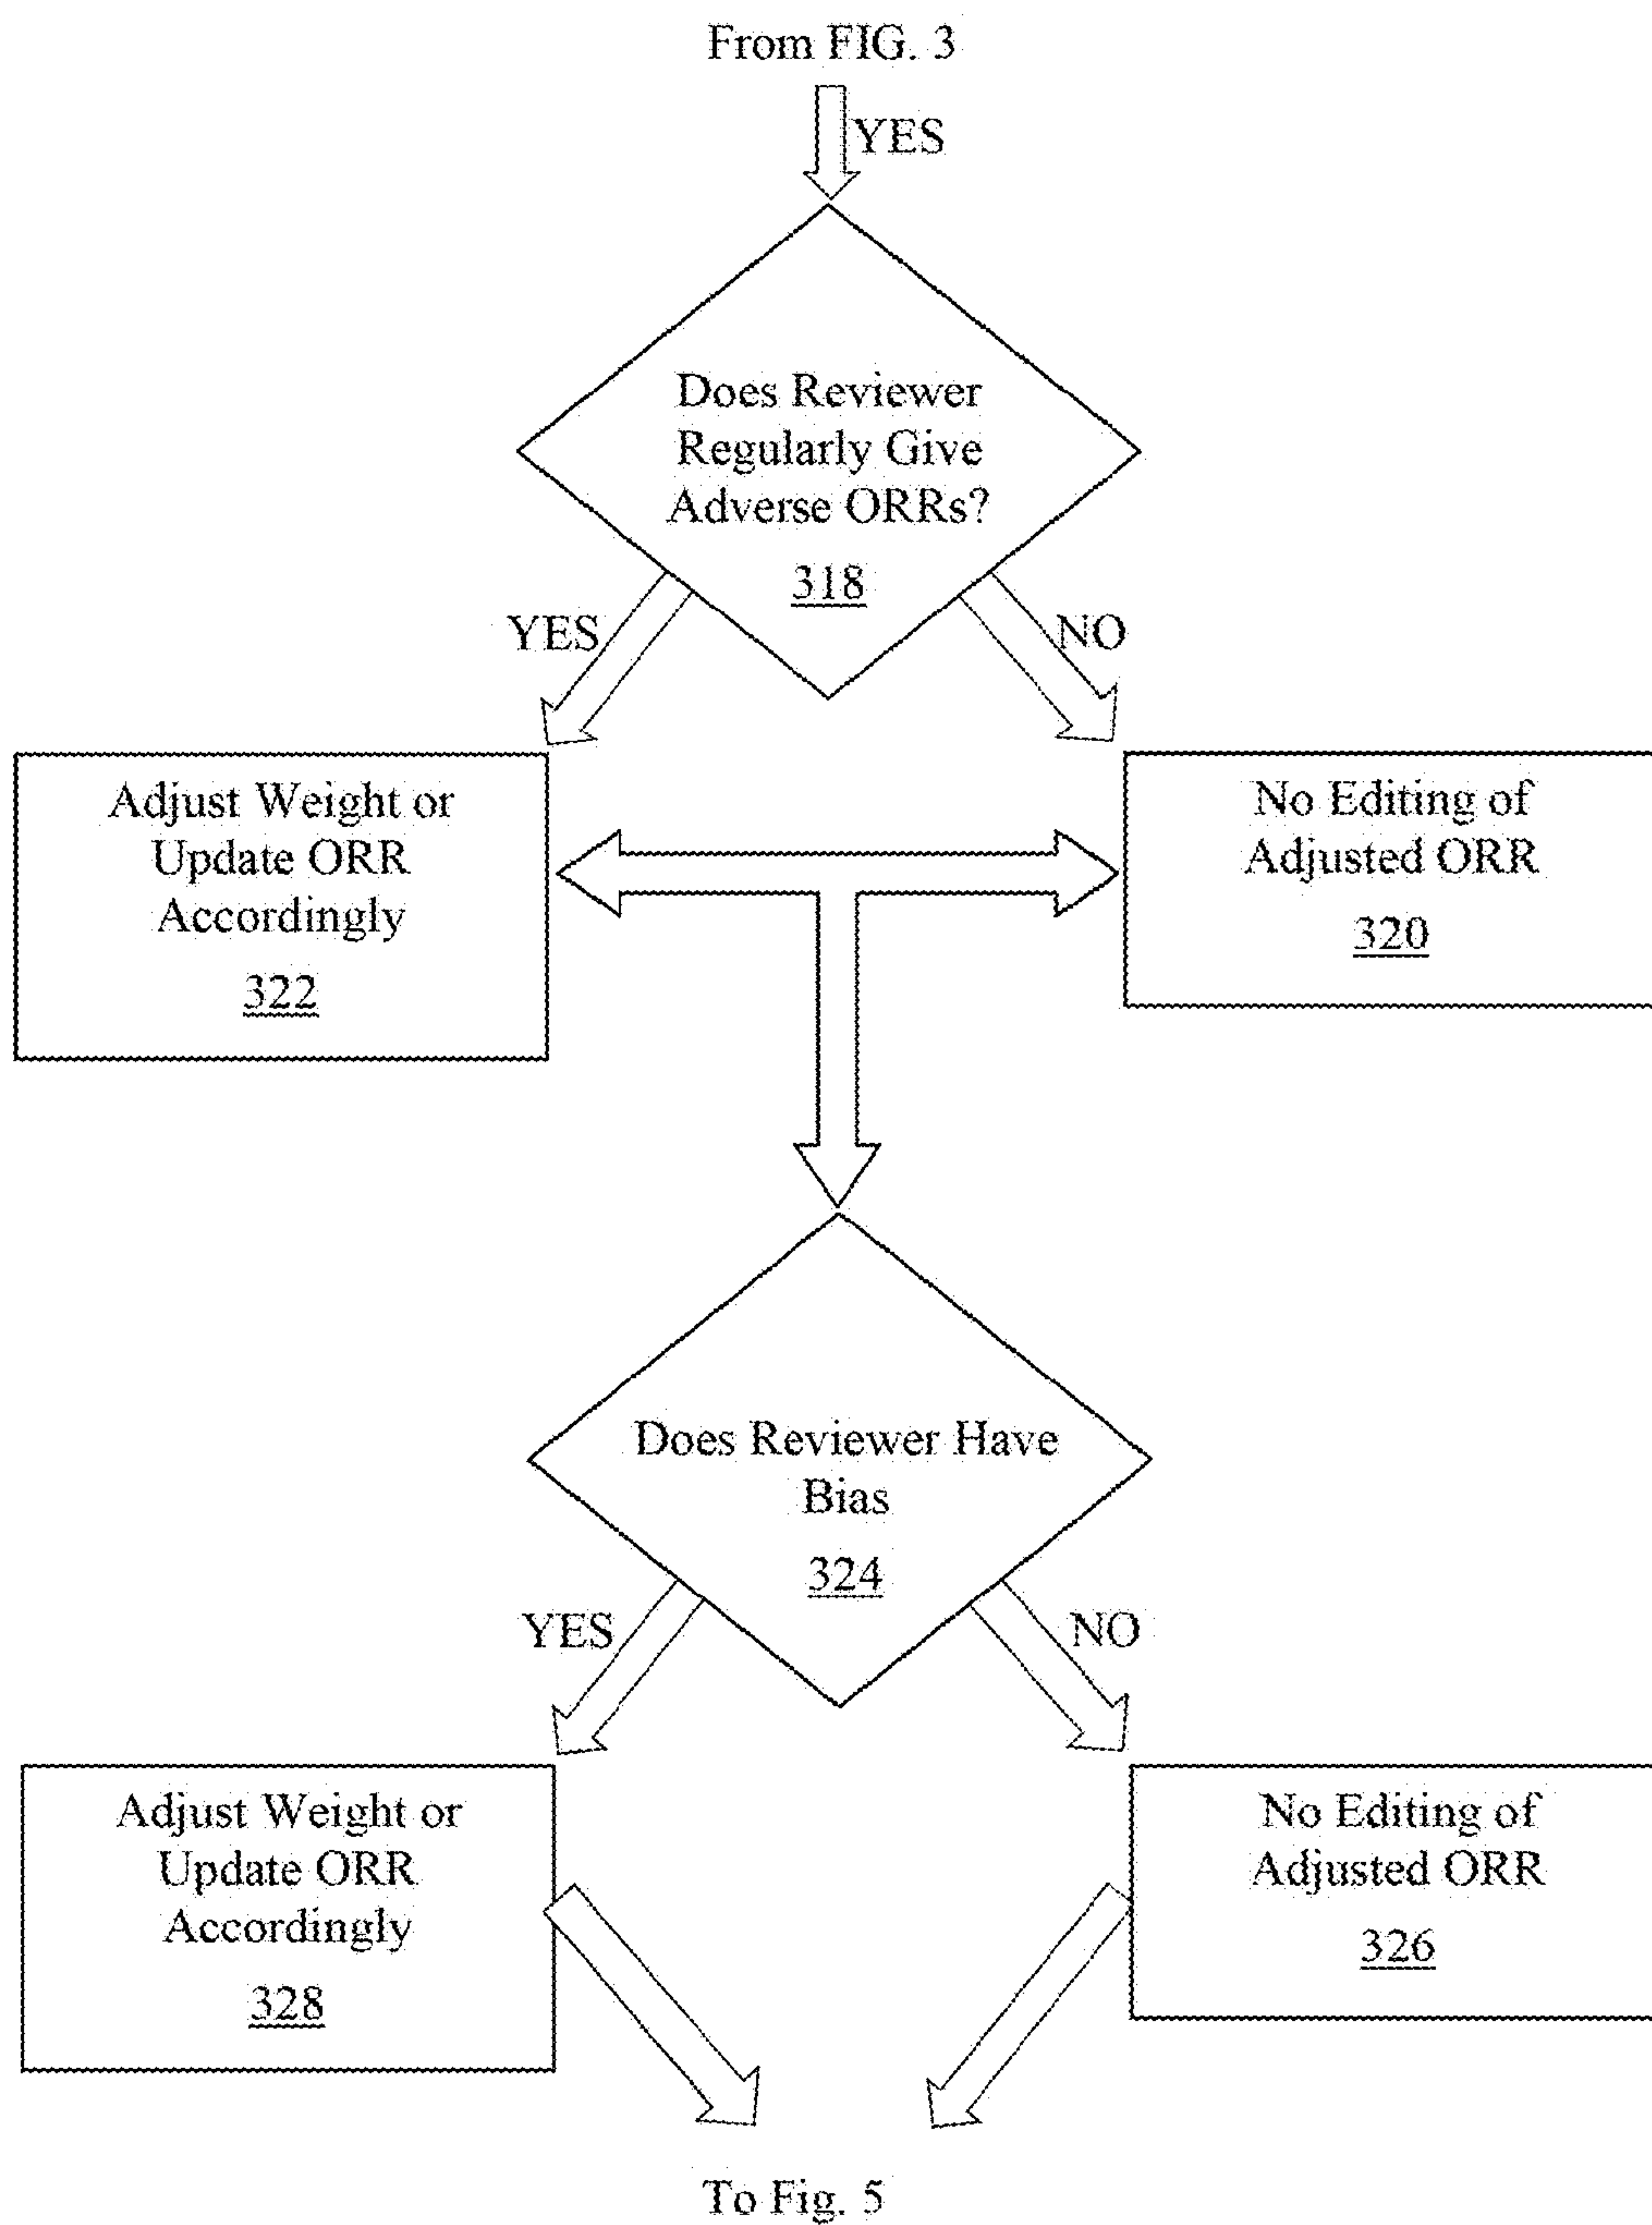 From FIG. 3
YES
Does Reviewer
Regularly Give
Adverse ORRs?
318
YES
NO
Adjust Weight or
Update ORR
Accordingly
322
No Editing of
Adjusted ORR
320
Does Reviewer Have
Bias
324
YES
NO
Adjust Weight or
Update ORR
Accordingly
328
No Editing of
Adjusted ORR
326
To Fig. 5